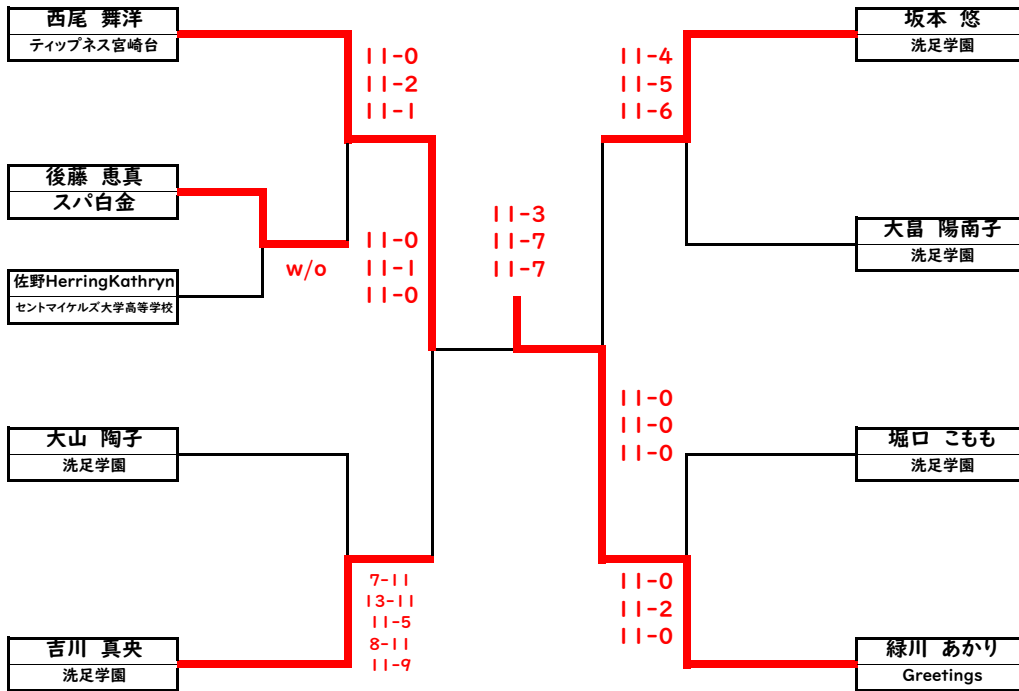 西尾 舞洋
ティップネス宮崎台
11-0
11-2
11-1
後藤 恵真
スパ白金
佐野HerringKathryn
セントマイケルズ大学高等学校
w/o
11-0
11-1
11-0
大山 陶子
洗足学園
7-11
13-11
11-5
8-11
11-9
吉川 真央
洗足学園
11-3
11-7
11-7
坂本 悠
洗足学園
11-4
11-5
11-6
大畠 陽南子
洗足学園
11-0
11-0
11-0
堀口 こもも
洗足学園
11-0
11-2
11-0
緑川 あかり
Greetings